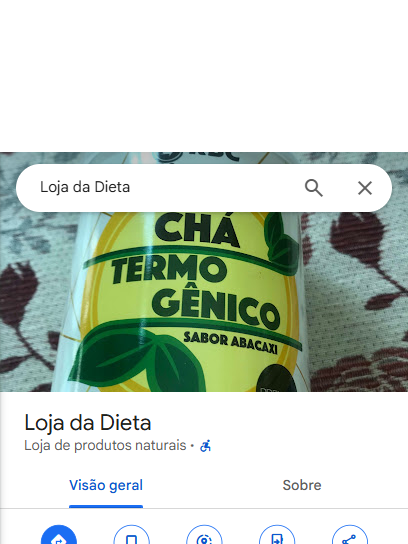 Loja da Dieta
CHÁ
TERMO
GÊNICO
SABOR ABACAXI
Loja da Dieta
Loja de produtos naturais ·
Visão geral
Sobre